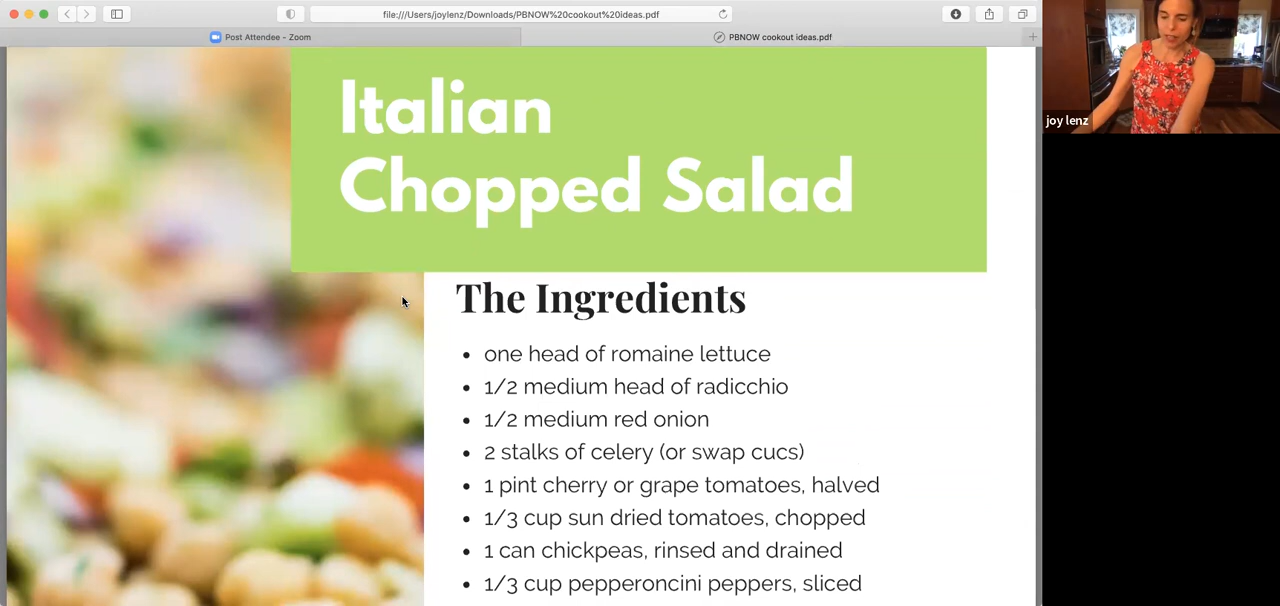 file:///Users/joylenz/Downloads/PBNOW%20cookout%20ideas.pdf
Post Attendee - Zoom
PBNOW cookout ideas.pdf
joy lenz
Italian
Chopped Salad
The Ingredients
• one head of romaine lettuce
• 1/2 medium head of radicchio
• 1/2 medium red onion
• 2 stalks of celery (or swap cucs)
• 1 pint cherry or grape tomatoes, halved
• 1/3 cup sun dried tomatoes, chopped
• 1 can chickpeas, rinsed and drained
• 1/3 cup pepperoncini peppers, sliced